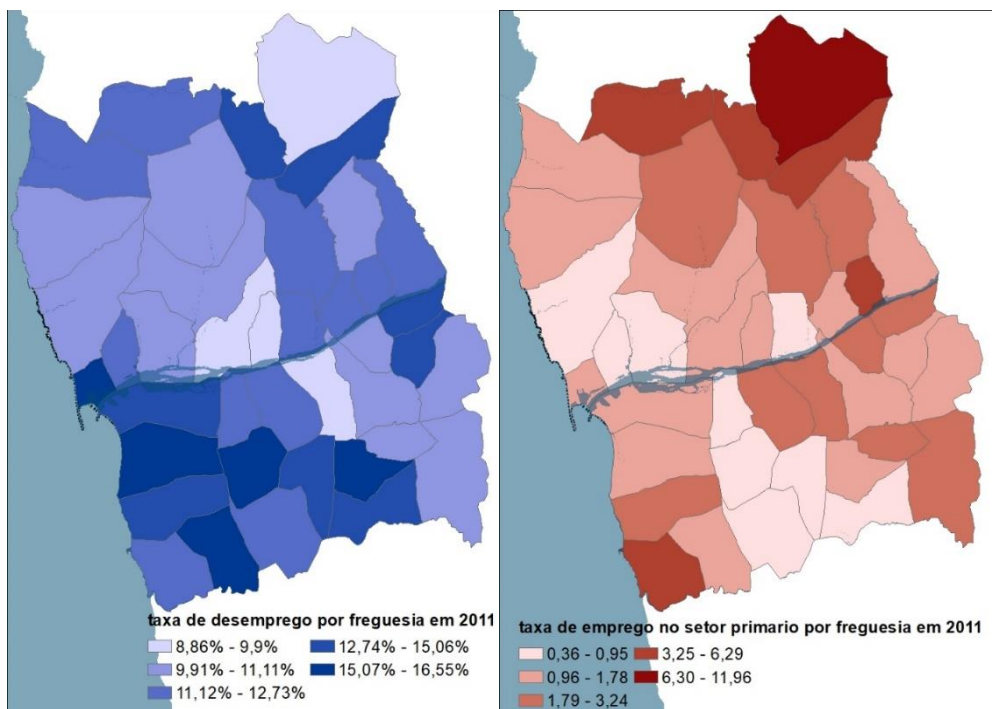 taxa de desemprego por freguesia em 2011
8,86% - 9,9%
9,91% - 11,11%
11,12% - 12,73%
12,74% - 15,06%
15,07% - 16,55%
taxa de emprego no setor primario por freguesia em 2011
0,36 - 0,95
0,96 - 1,78
1,79 - 3,24
3,25 - 6,29
6,30 - 11,96